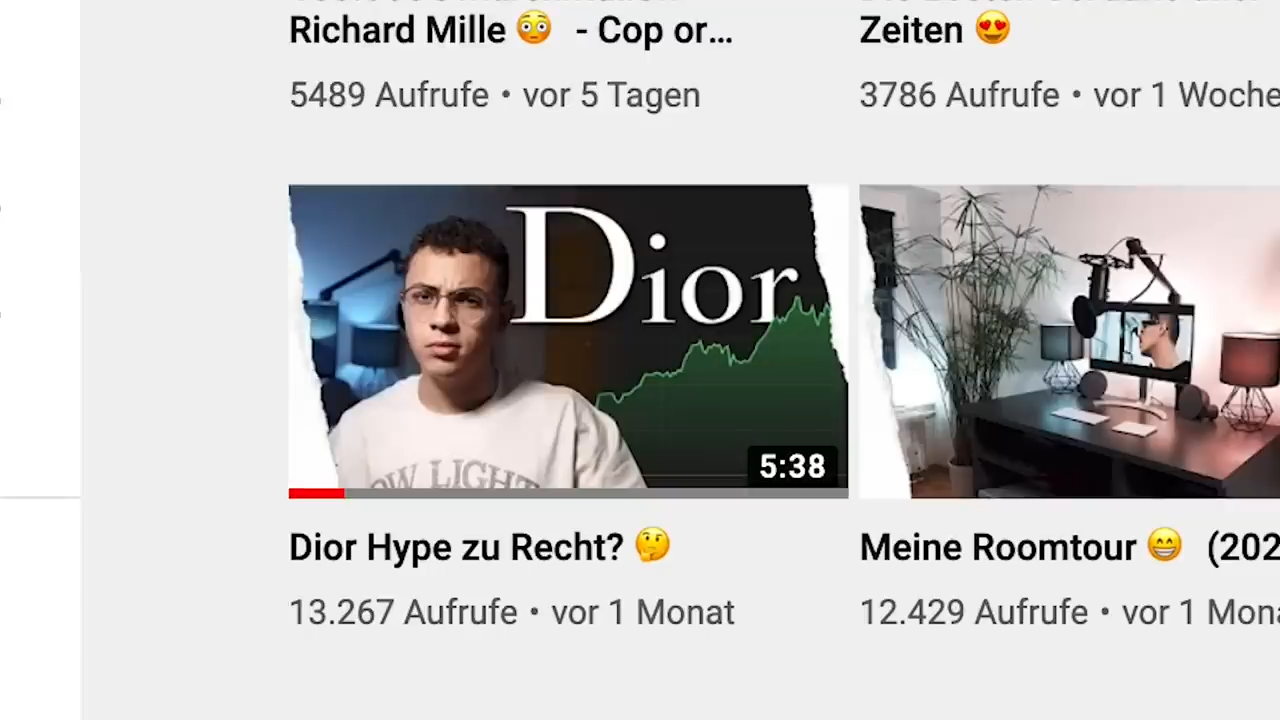 Richard Mille 😳 - Cop or...
Zeiten 😍
5489 Aufrufe • vor 5 Tagen
3786 Aufrufe • vor 1 Woche
Dior
5:38
Dior Hype zu Recht? 🤔
Meine Roomtour 😁 (202
13.267 Aufrufe • vor 1 Monat
12.429 Aufrufe • vor 1 Mona